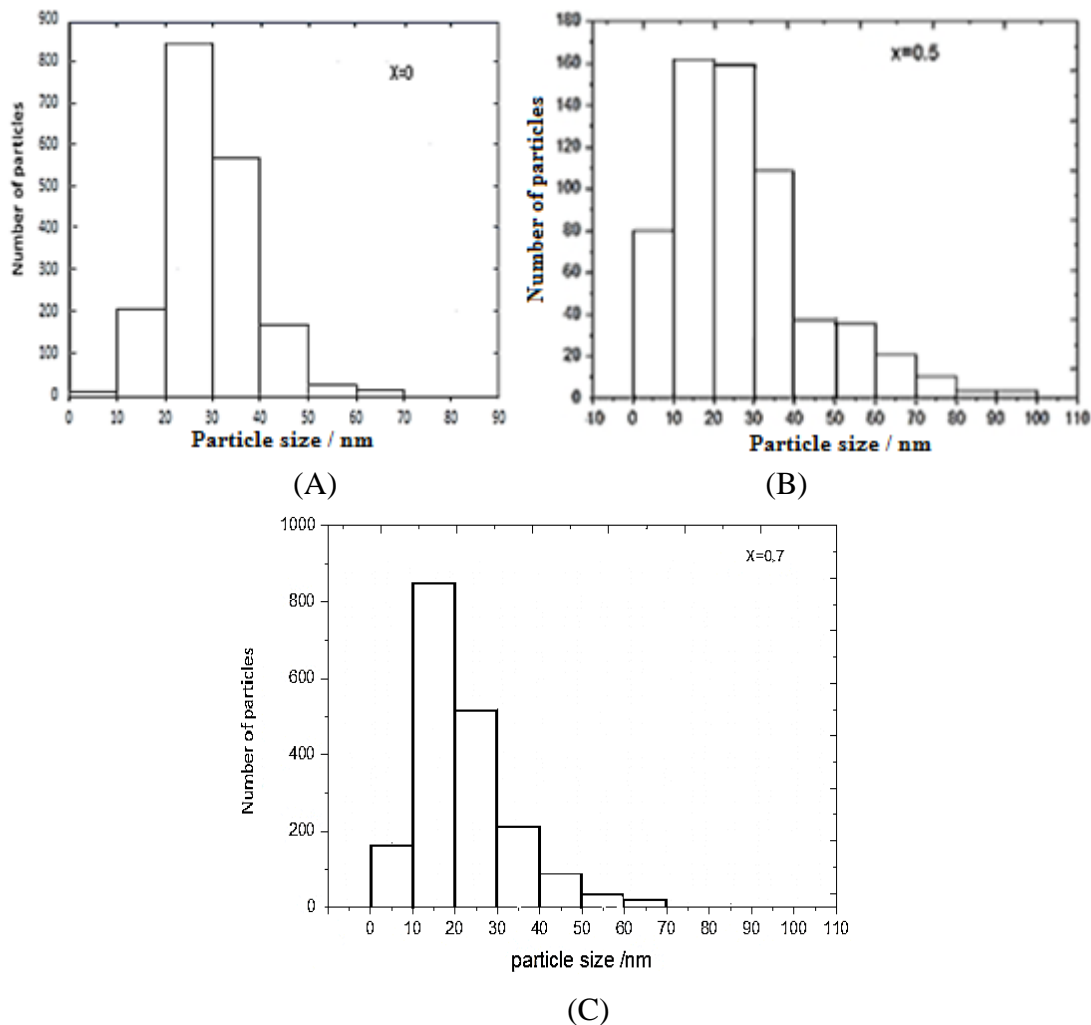 900
800
700
600
500
400
300
200
100
0
Number of particles
X=0
0 10 20 30 40 50 60 70 80 90
Particle size / nm
(A)
180
160
140
120
100
80
60
40
20
0
Number of particles
x=0.5
-10 0 10 20 30 40 50 60 70 80 90 100 110
Particle size / nm
(B)
1000
800
600
400
200
0
Number of particles
X=0.7
0 10 20 30 40 50 60 70 80 90 100 110
particle size /nm
(C)